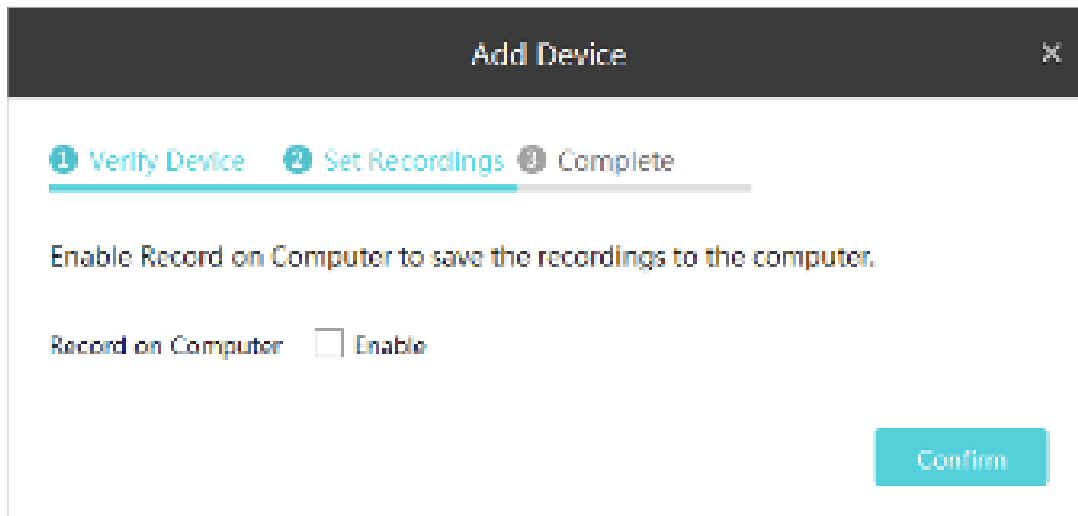 Add Device
1 Verify Device 2 Set Recordings 3 Complete
Enable Record on Computer to save the recordings to the computer.
Record on Computer Enable
Confirm